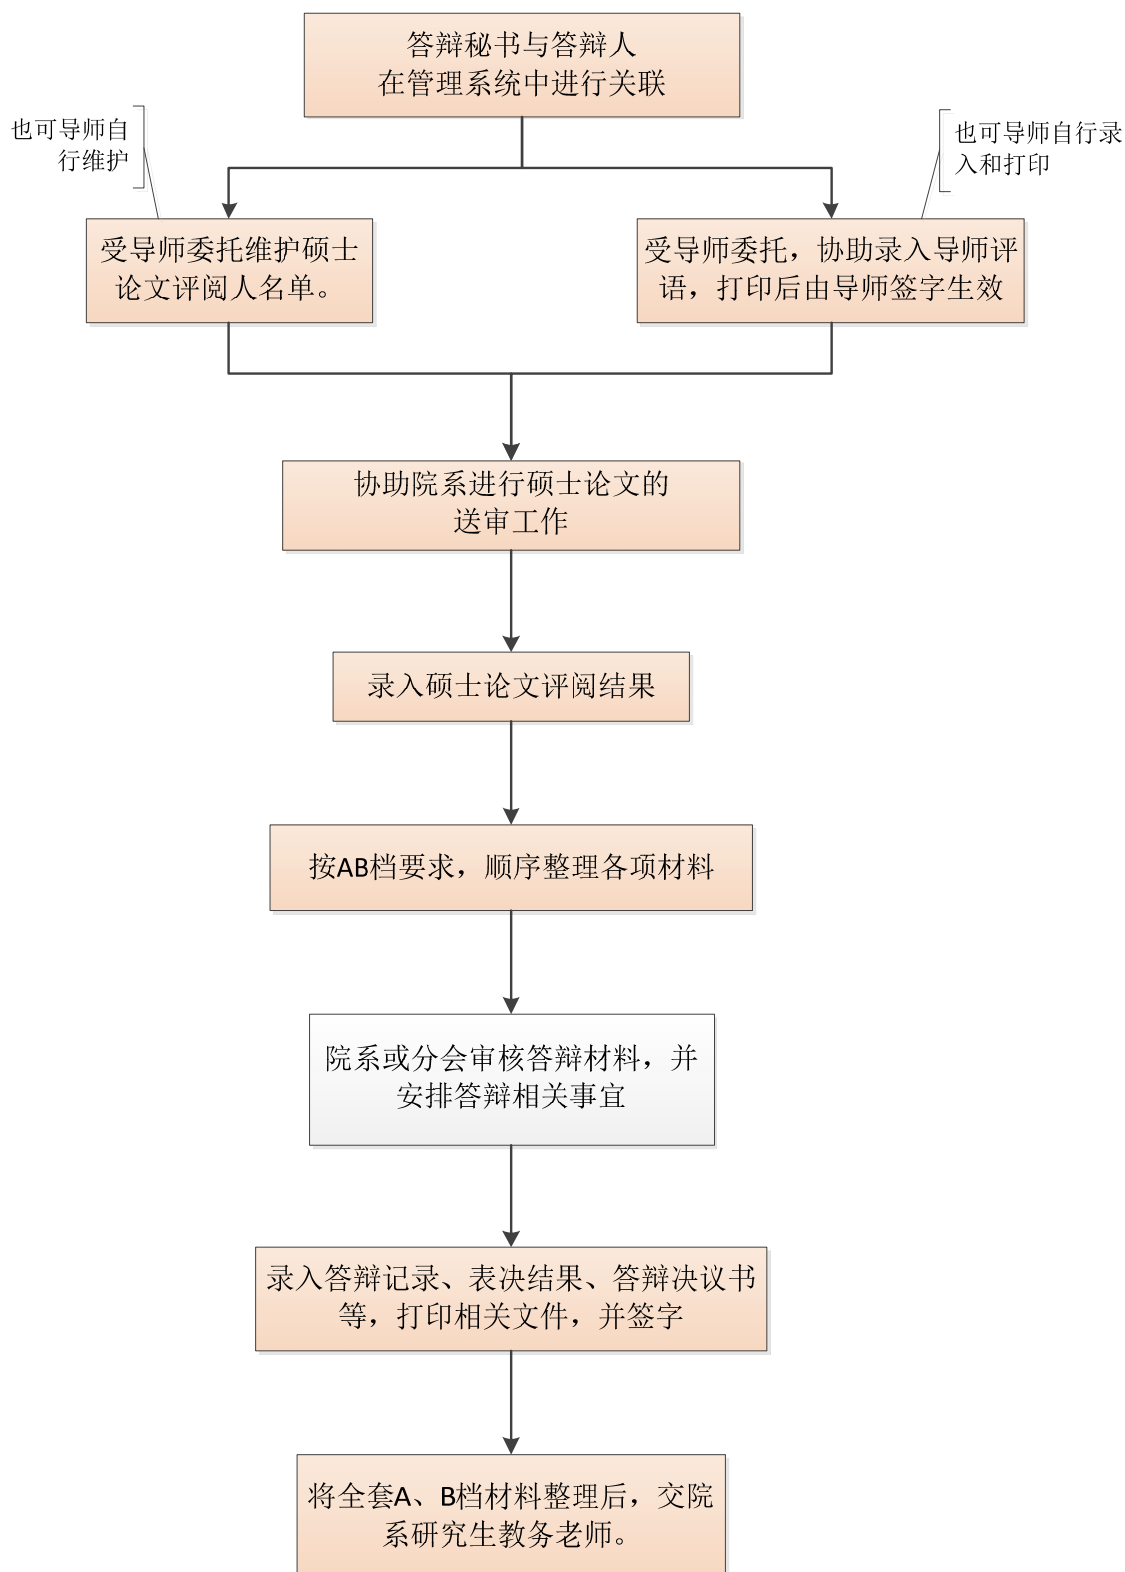 答辩秘书与答辩人
在管理系统中进行关联
也可导师自
行维护
也可导师自行录
入和打印
受导师委托维护硕士
论文评阅人名单。
受导师委托，协助录入导师评
语，打印后由导师签字生效
协助院系进行硕士论文的
送审工作
录入硕士论文评阅结果
按AB档要求，顺序整理各项材料
院系或分会审核答辩材料，并
安排答辩相关事宜
录入答辩记录、表决结果、答辩决议书
等，打印相关文件，并签字
将全套A、B档材料整理后，交院
系研究生教务老师。